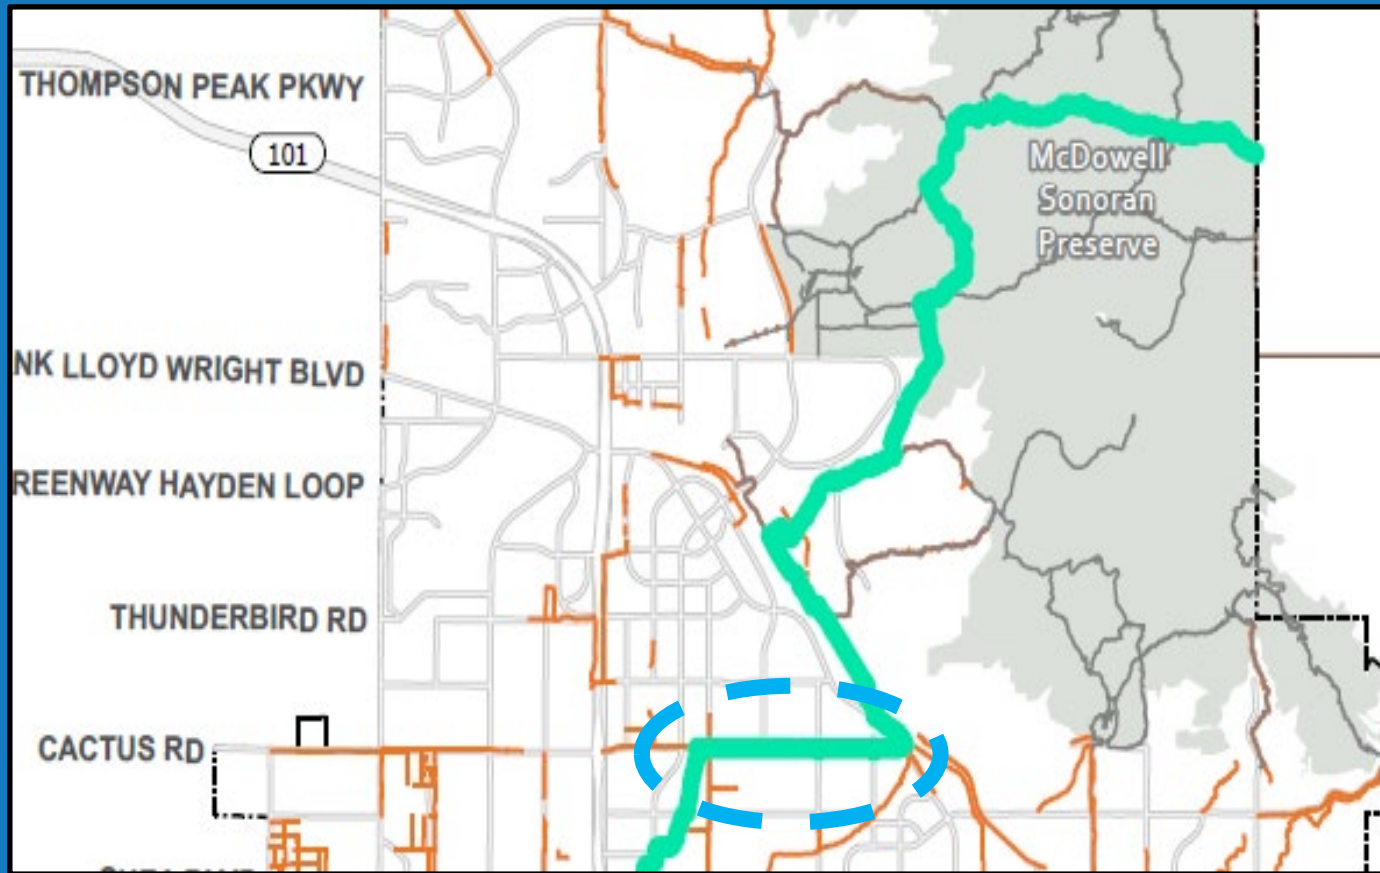 THOMPSON PEAK PKWY
101
McDowell
Sonoran
Preserve
NK LLOYD WRIGHT BLVD
REENWAY HAYDEN LOOP
THUNDERBIRD RD
CACTUS RD